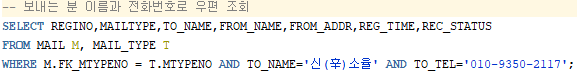 -- 보내는 분 이름과 전화번호로 우편 조회
SELECT REGINO,MAILTYPE,TO_NAME,FROM_NAME,FROM_ADDR,REG_TIME,REC_STATUS
FROM MAIL M, MAIL_TYPE T
WHERE M.FK_MTYPENO = T.MTYPENO AND TO_NAME='신(辛)소율' AND TO_TEL='010-9350-2117';